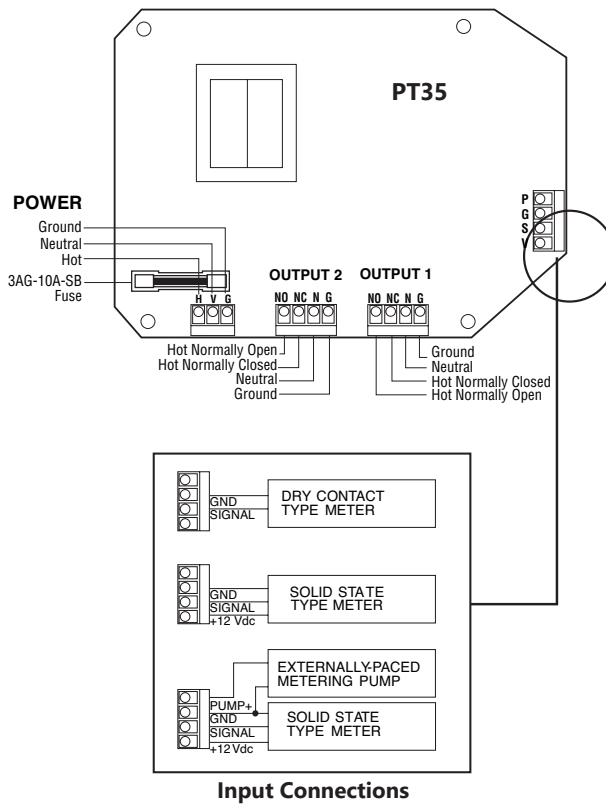 PT35
POWER
Ground
Neutral
Hot
3AG-10A-SB
Fuse
H V G
OUTPUT 2
NO NC N G
OUTPUT 1
NO NC N G
P
G
S
V
Hot Normally Open
Hot Normally Closed
Neutral
Ground
Ground
Neutral
Hot Normally Closed
Hot Normally Open
GND
SIGNAL
DRY CONTACT
TYPE METER
GND
SIGNAL
+12 Vdc
SOLID STATE
TYPE METER
EXTERNALLY-PACED
METERING PUMP
PUMP+
GND
SIGNAL
+12 Vdc
SOLID STATE
TYPE METER
Input Connections